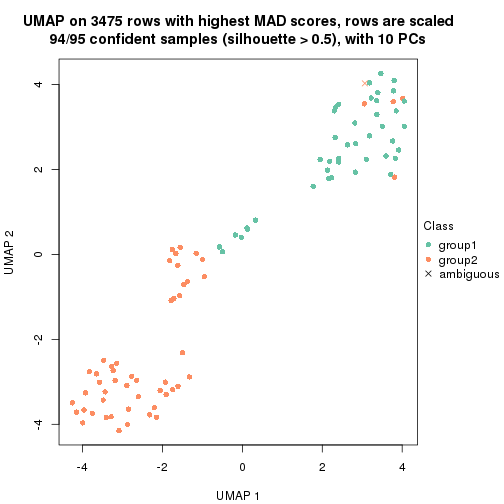 UMAP on 3475 rows with highest MAD scores, rows are scaled
94/95 confident samples (silhouette > 0.5), with 10 PCs
4
2
0
-2
-4
UMAP 2
-4
-2
0
2
4
UMAP 1
Class
group1
group2
ambiguous